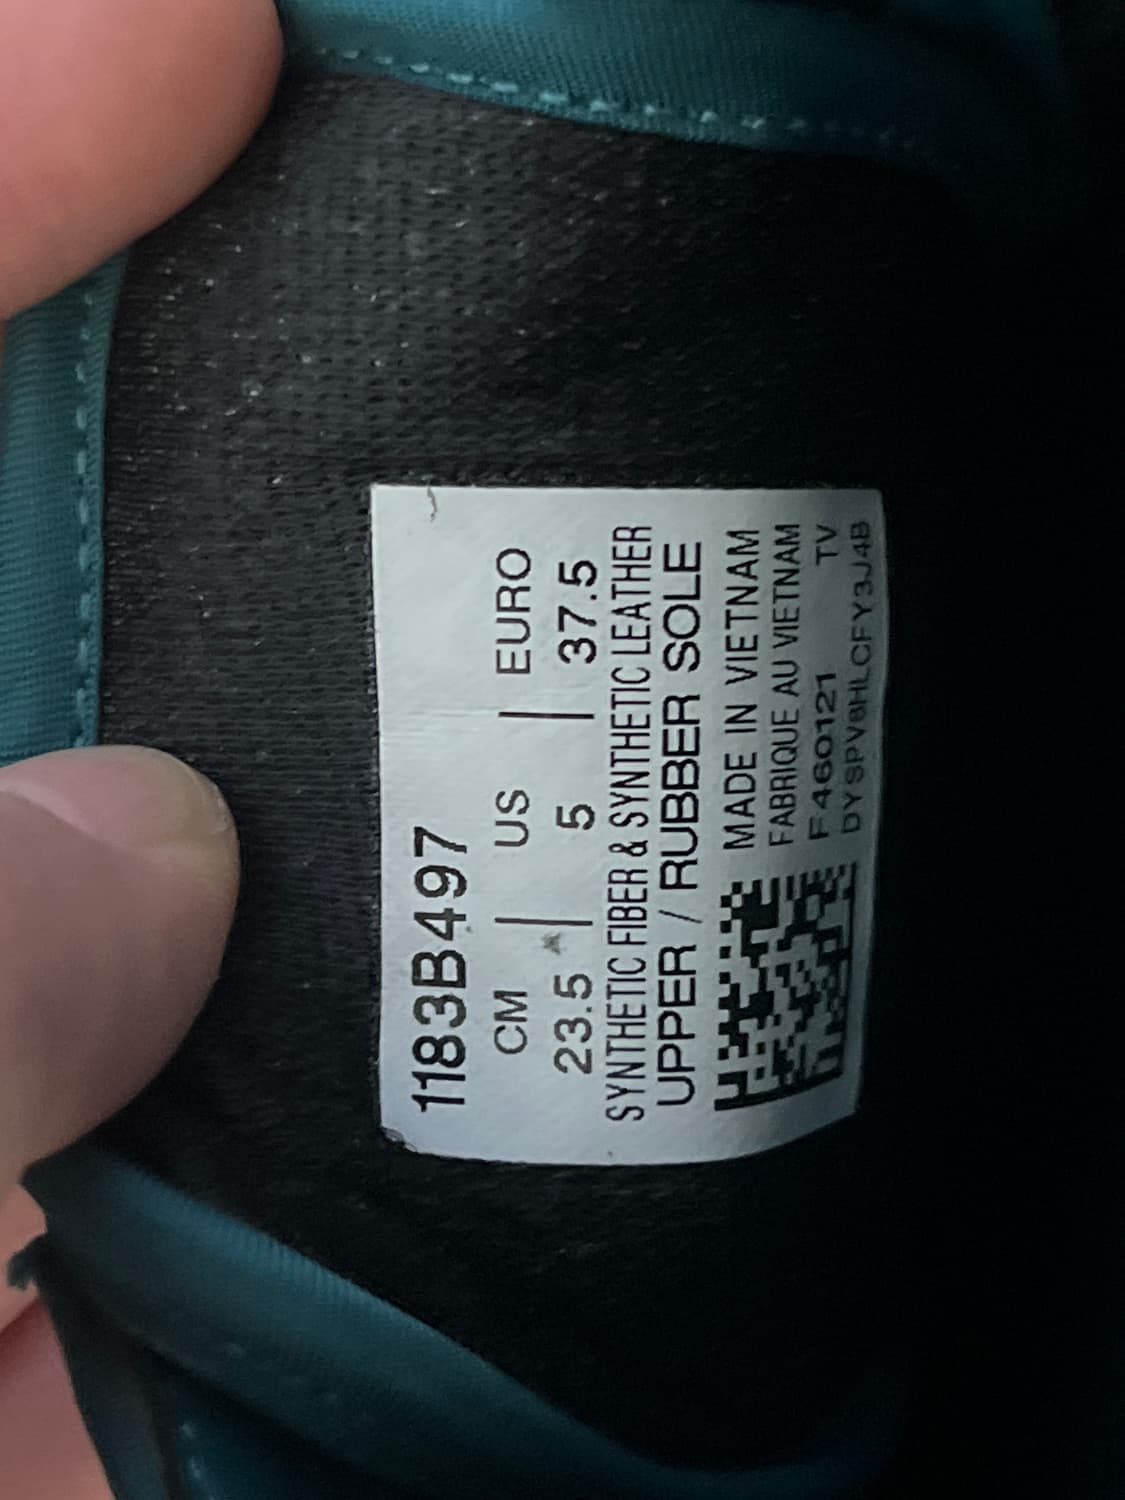 1183B497
CM | US | EURO
23.5 | 5 | 37.5
SYNTHETIC FIBER & SYNTHETIC LEATHER
UPPER / RUBBER SOLE
MADE IN VIETNAM
FABRIQUE AU VIETNAM
F460121 TV
DYSPV8HLCFY3J4B